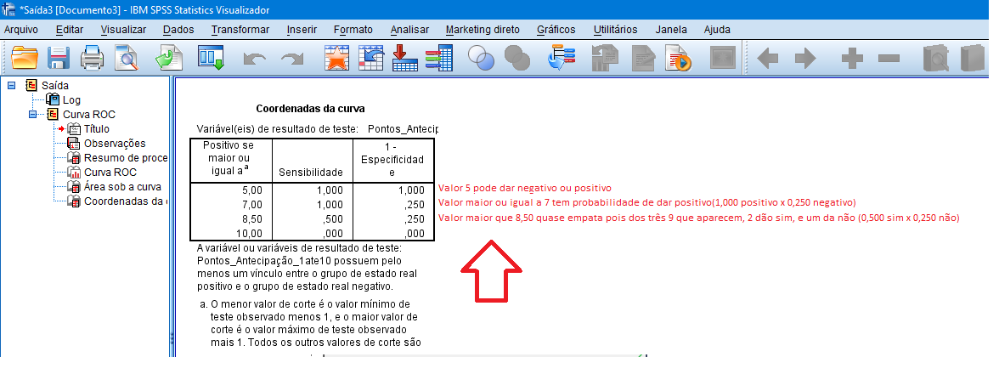 *Saída3 [Documento3] - IBM SPSS Statistics Visualizador
Arquivo Editar Visualizar Dados Transformar Inserir Formato Analisar Marketing direto Gráficos Utilitários Janela Ajuda
Saída
Log
Curva ROC
Título
Observações
Resumo de proce
Curva ROC
Área sob a curva
Coordenadas da
Coordenadas da curva
Variável(eis) de resultado de teste: Pontos_Antecip
Positivo se maior ou igual a a Sensibilidade 1 - Especificidad e
5,00 1,000 1,000 Valor 5 pode dar negativo ou positivo
7,00 1,000 ,250 Valor maior ou igual a 7 tem probabilidade de dar positivo(1,000 positivo x 0,250 negativo)
8,50 ,500 ,250 Valor maior que 8,50 quase empata pois dos três 9 que aparecem, 2 dão sim, e um da não (0,500 sim x 0,250 não)
10,00 ,000 ,000
A variável ou variáveis de resultado de teste:
Pontos_Antecipação_1ate10 possuem pelo
menos um vínculo entre o grupo de estado real
positivo e o grupo de estado real negativo.
a. O menor valor de corte é o valor mínimo de
teste observado menos 1, e o maior valor de
corte é o valor máximo de teste observado
mais 1. Todos os outros valores de corte são